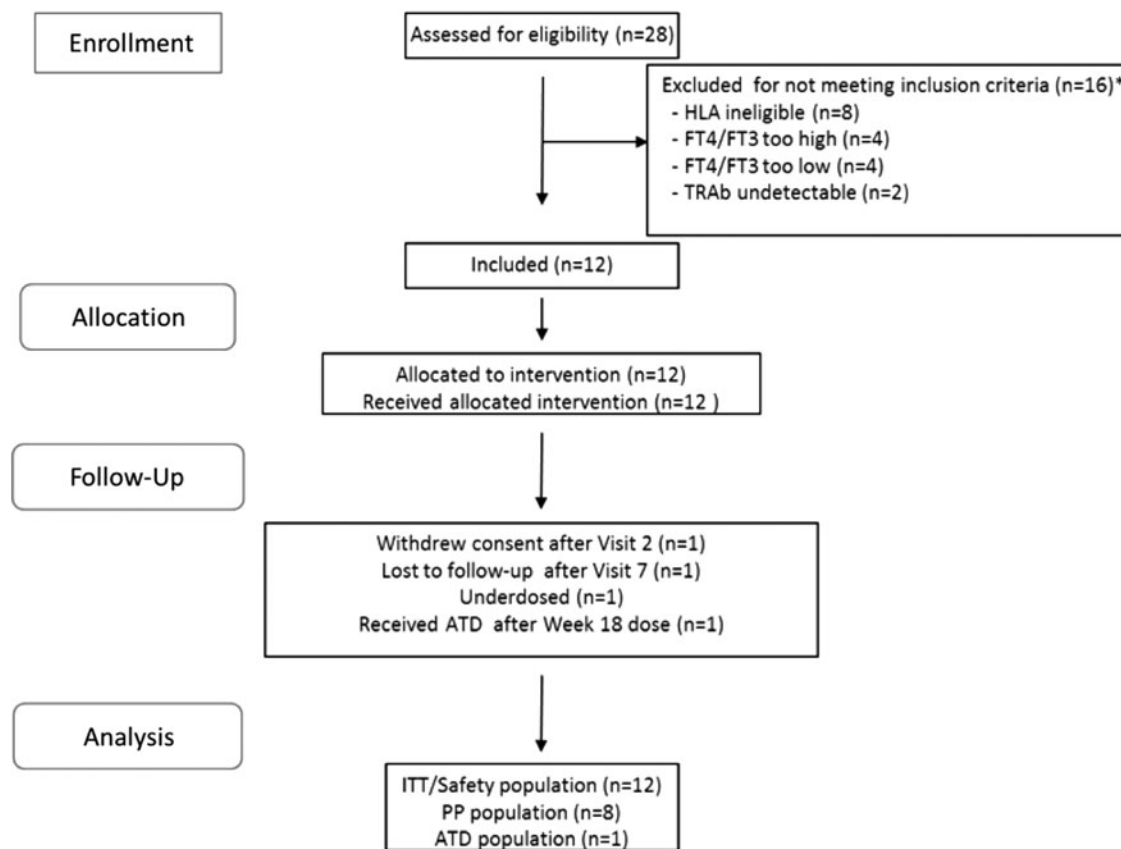 Enrollment
Assessed for eligibility (n=28)
Excluded for not meeting inclusion criteria (n=16)*
- HLA ineligible (n=8)
- FT4/FT3 too high (n=4)
- FT4/FT3 too low (n=4)
- TRAb undetectable (n=2)
Included (n=12)
Allocation
Allocated to intervention (n=12)
Received allocated intervention (n=12 )
Follow-Up
Withdrew consent after Visit 2 (n=1)
Lost to follow-up after Visit 7 (n=1)
Underdosed (n=1)
Received ATD after Week 18 dose (n=1)
Analysis
ITT/Safety population (n=12)
PP population (n=8)
ATD population (n=1)